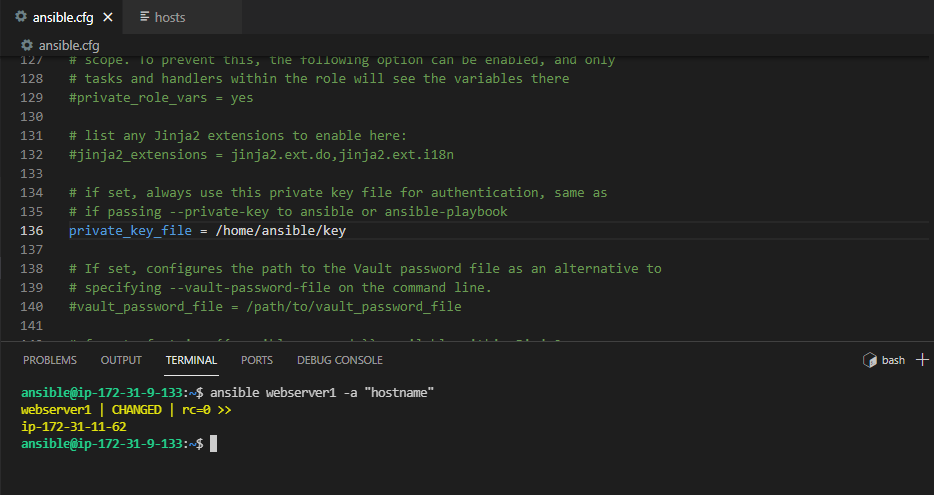 ansible.cfg
hosts
ansible.cfg
127 # scope. To prevent this, the following option can be enabled, and only
128 # tasks and handlers within the role will see the variables there
129 #private_role_vars = yes
130
131 # list any Jinja2 extensions to enable here:
132 #jinja2_extensions = jinja2.ext.do,jinja2.ext.i18n
133
134 # if set, always use this private key file for authentication, same as
135 # if passing --private-key to ansible or ansible-playbook
136 private_key_file = /home/ansible/key
137
138 # If set, configures the path to the Vault password file as an alternative to
139 # specifying --vault-password-file on the command line.
140 #vault_password_file = /path/to/vault_password_file
141
PROBLEMS OUTPUT TERMINAL PORTS DEBUG CONSOLE bash
ansible@ip-172-31-9-133:~$ ansible webserver1 -a "hostname"
webserver1 | CHANGED | rc=0 >>
ip-172-31-11-62
ansible@ip-172-31-9-133:~$